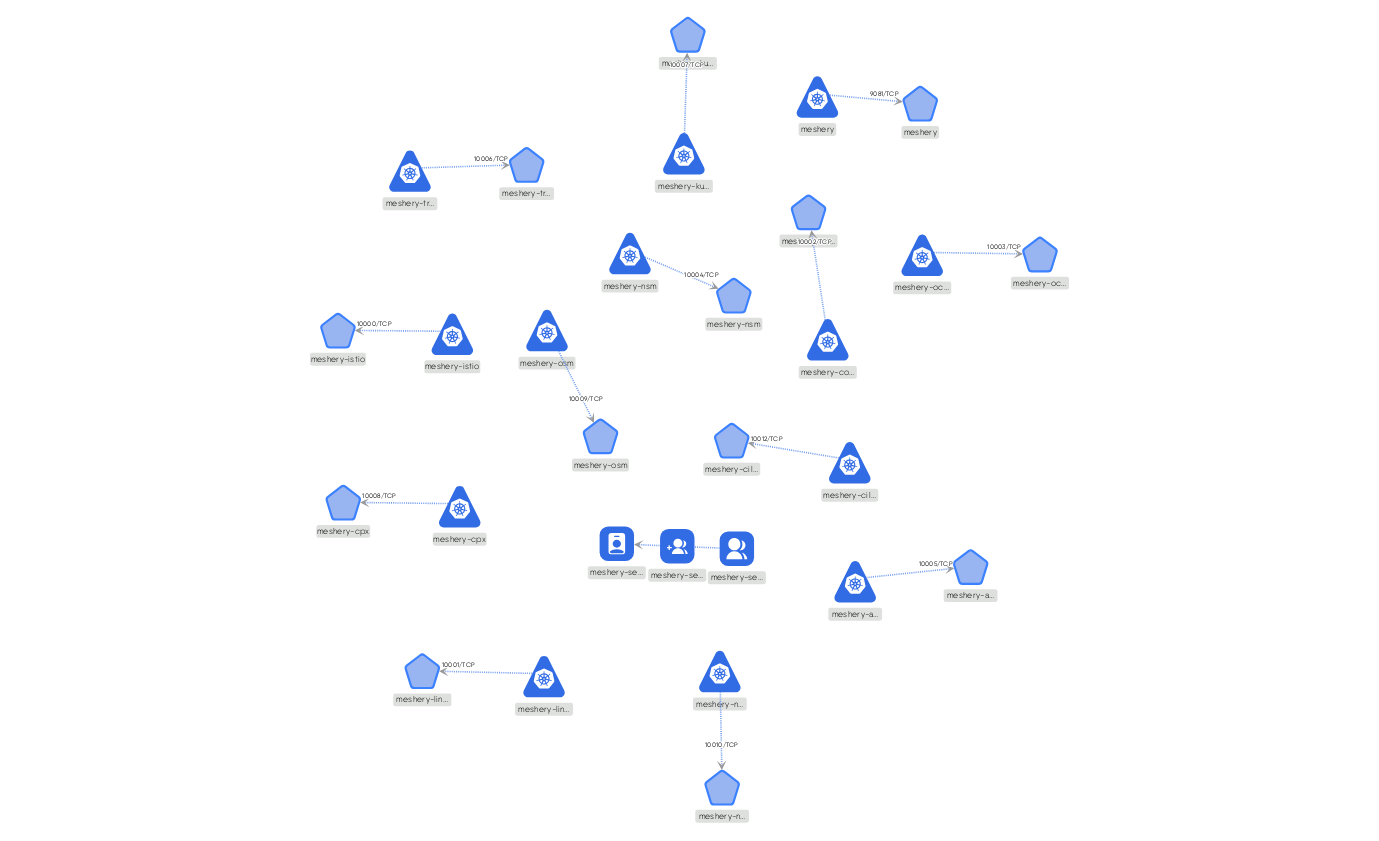 10007/TCP
9081/TCP
meshery
meshery
10006/TCP
meshery-ku...
meshery-tr...
meshery-tr...
10002/TCP
10003/TCP
10004/TCP
meshery-nsm
meshery-oc...
meshery-oc...
meshery-nsm
10000/TCP
meshery-istio
meshery-istio
meshery-osm
meshery-co...
10009/TCP
10012/TCP
meshery-osm
meshery-cil...
meshery-cil...
10008/TCP
meshery-cpx
meshery-cpx
10005/TCP
meshery-se...
meshery-se...
meshery-se...
meshery-a...
meshery-a...
10001/TCP
meshery-lin...
meshery-lin...
meshery-n...
10010/TCP
meshery-n...